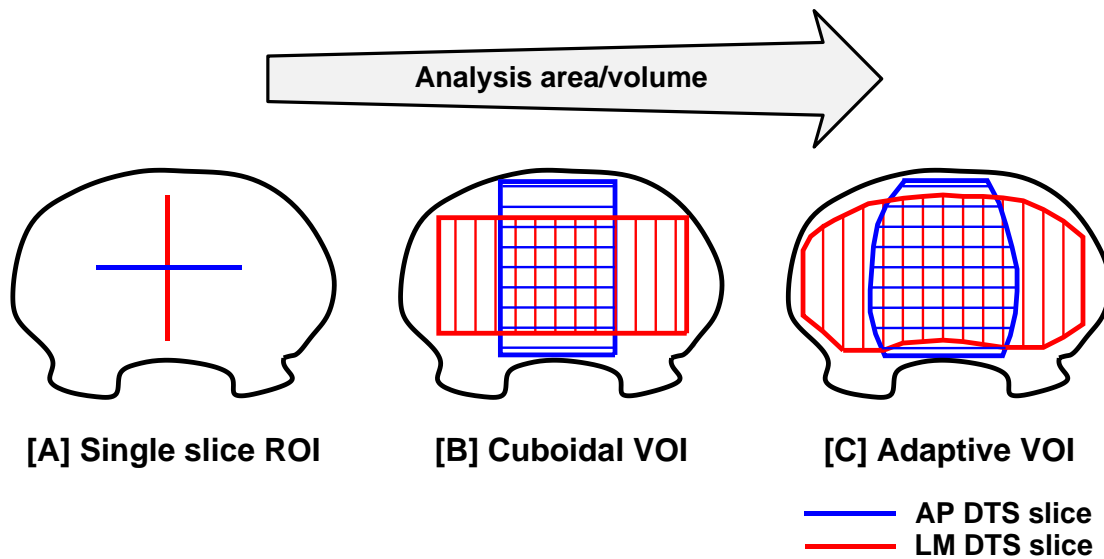 Analysis area/volume
[A] Single slice ROI
[B] Cuboidal VOI
[C] Adaptive VOI
AP DTS slice
LM DTS slice